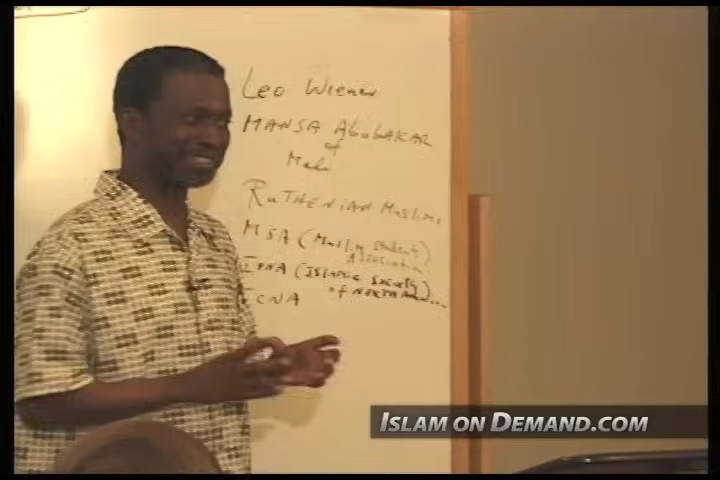 Leo Wiener
MANSA AbubAKAR
of
Mali
RuTHENiAN Muslims
MSA (Muslim Student
Association)
ISNA (ISLAMIC Society
of NORTH
ICNA
ISLAM ON DEMAND.COM